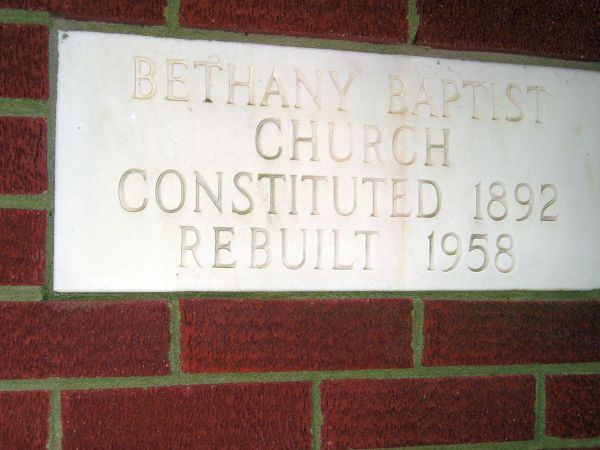 BETHANY BAPTIST
CHURCH
CONSTITUTED 1892
REBUILT 1958